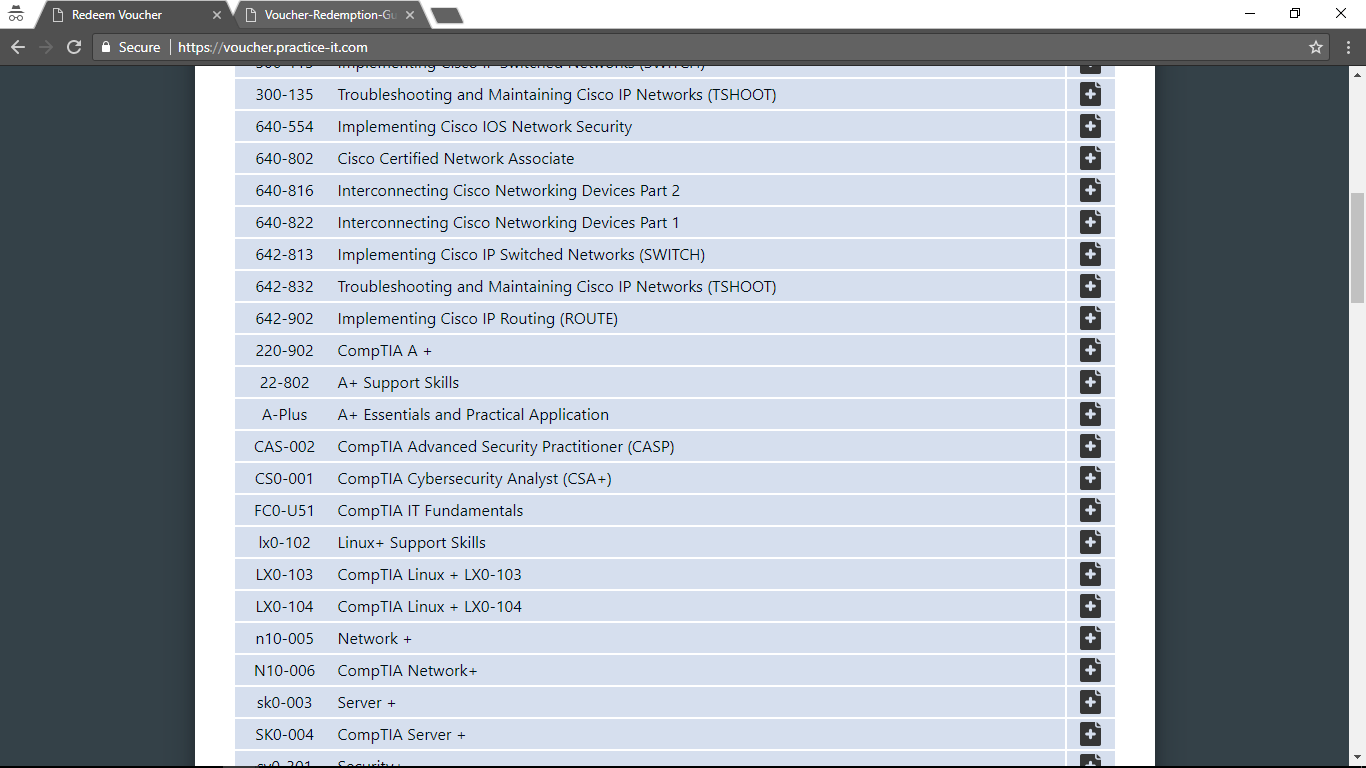 Redeem Voucher
Voucher-Redemption-Gu
Secure https://voucher.practice-it.com
Implementing Cisco IP Switched Networks (SWITCH)
300-135 Troubleshooting and Maintaining Cisco IP Networks (TSHOOT)
640-554 Implementing Cisco IOS Network Security
640-802 Cisco Certified Network Associate
640-816 Interconnecting Cisco Networking Devices Part 2
640-822 Interconnecting Cisco Networking Devices Part 1
642-813 Implementing Cisco IP Switched Networks (SWITCH)
642-832 Troubleshooting and Maintaining Cisco IP Networks (TSHOOT)
642-902 Implementing Cisco IP Routing (ROUTE)
220-902 CompTIA A +
22-802 A+ Support Skills
A-Plus A+ Essentials and Practical Application
CAS-002 CompTIA Advanced Security Practitioner (CASP)
CS0-001 CompTIA Cybersecurity Analyst (CSA+)
FC0-U51 CompTIA IT Fundamentals
lx0-102 Linux+ Support Skills
LX0-103 CompTIA Linux + LX0-103
LX0-104 CompTIA Linux + LX0-104
n10-005 Network +
N10-006 CompTIA Network+
sk0-003 Server +
SK0-004 CompTIA Server +
Security+